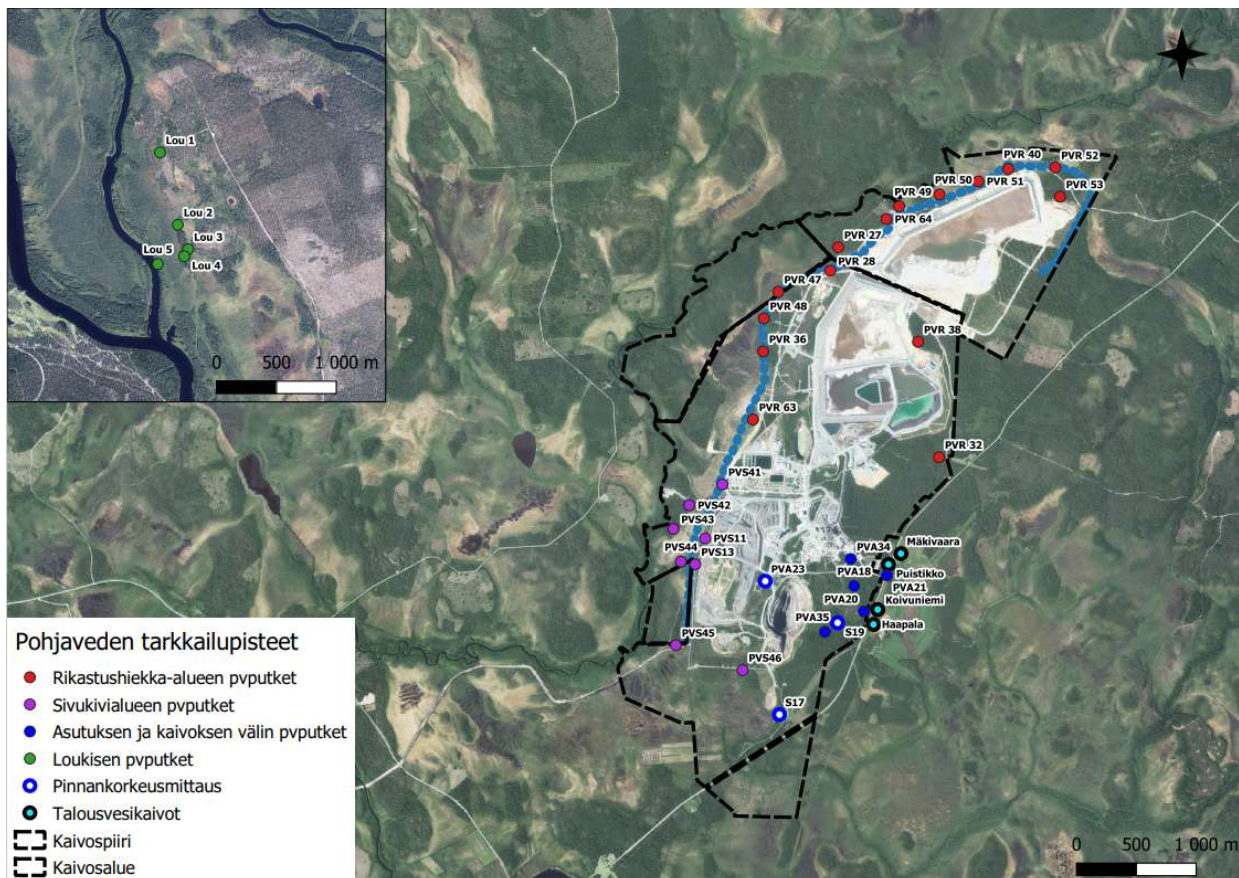 Lou 1
Lou 2
Lou 3
Lou 5
Lou 4
0 500 1 000 m
PVR 40
PVR 52
PVR 50
PVR 51
PVR 49
PVR 53
PVR 64
PVR 27
PVR 28
PVR 47
PVR 48
PVR 38
PVR 36
PVR 63
PVR 32
PVS41
PVS42
PVS43
PVS11
PVS44
PVS13
PVA34
Mäkivaara
PVA23
PVA18
Puistikko
PVA21
PVA20
Koivuniemi
PVA35
Haapala
S19
PVS45
PVS46
S17
Pohjaveden tarkkailupisteet
Rikastushiekka-alueen pvputket
Sivukivialueen pvputket
Asutuksen ja kaivoksen välin pvputket
Loukisen pvputket
Pinnankorkeusmittaus
Talousvesikaivot
Kaivospiiri
Kaivosalue
0 500 1 000 m